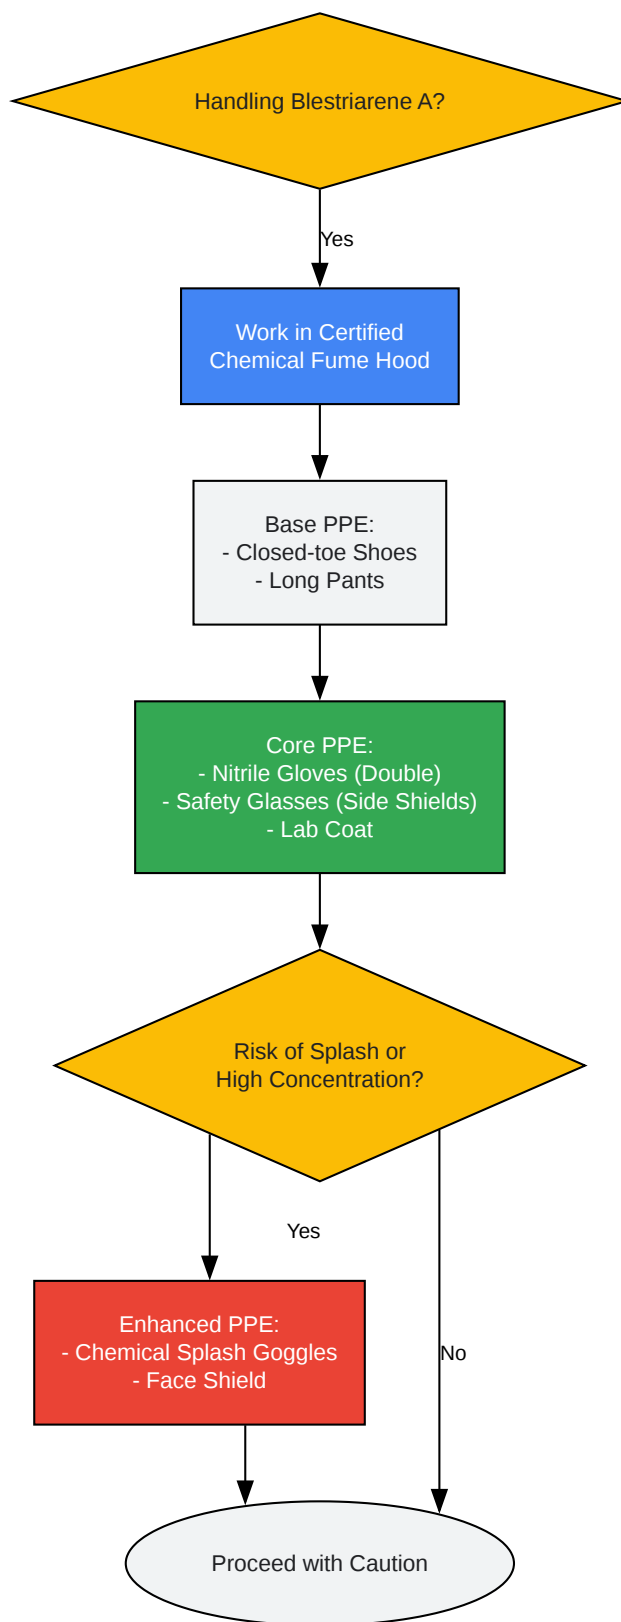 Handling Blestriarene A?
Yes
Work in Certified
Chemical Fume Hood
Base PPE:
- Closed-toe Shoes
- Long Pants
Core PPE:
- Nitrile Gloves (Double)
- Safety Glasses (Side Shields)
- Lab Coat
Risk of Splash or
High Concentration?
Yes
Enhanced PPE:
- Chemical Splash Goggles
- Face Shield
No
Proceed with Caution